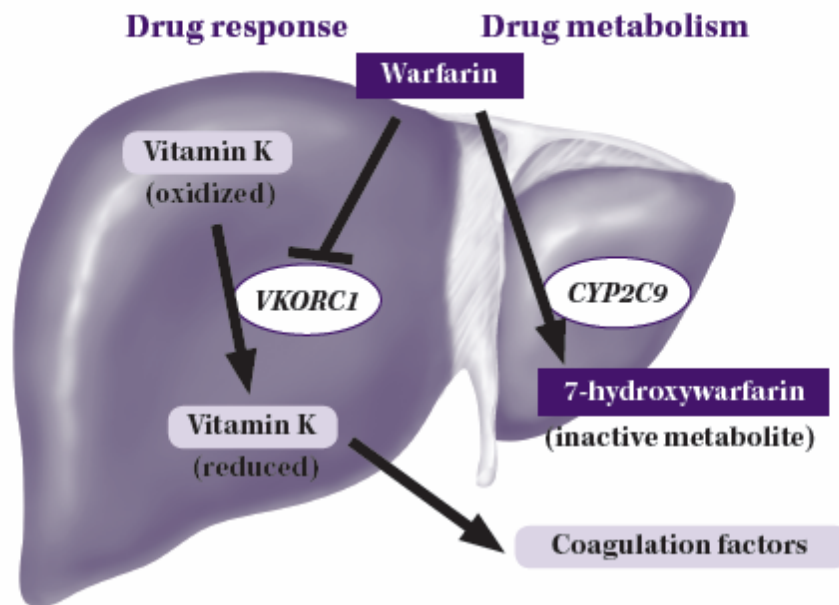 Drug response
Drug metabolism
Warfarin
Vitamin K
(oxidized)
VKORC1
CYP2C9
Vitamin K
(reduced)
7-hydroxywarfarin
(inactive metabolite)
Coagulation factors